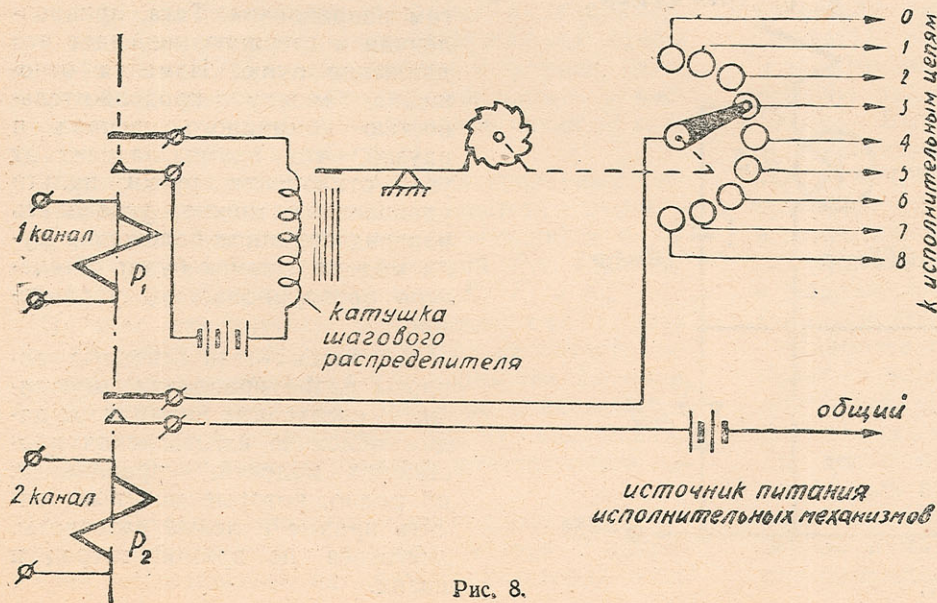 0
1
2
3
4
5
6
7
8
К исполнительным цепям
1 канал
P₁
катушка
шагового
распределителя
общий
2 канал
P₂
источник питания
исполнительных механизмов
Рис. 8.